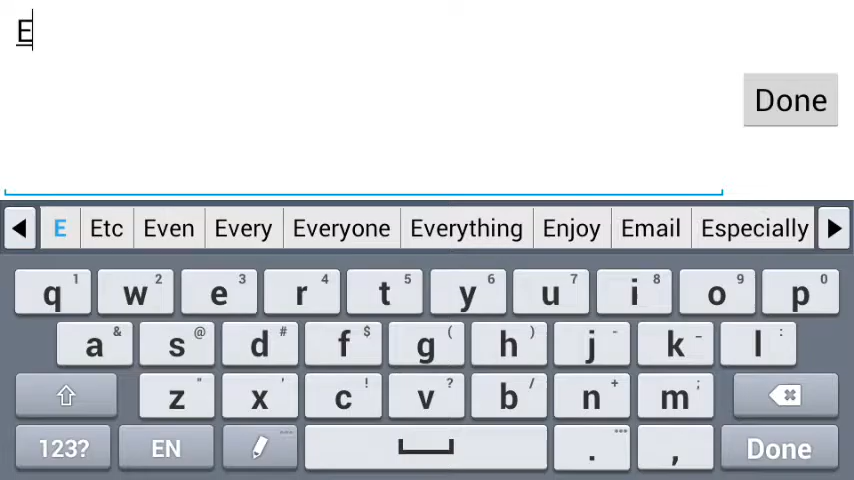 E
Done
E Etc Even Every Everyone Everything Enjoy Email Especially
q 1 w 2 e 3 r 4 t 5 y 6 u 7 i 8 o 9 p 0
a & s @ d # f $ g ( h ) j - k _ l :
z " x ' c ! v ? b / n + m ;
123? EN . , Done